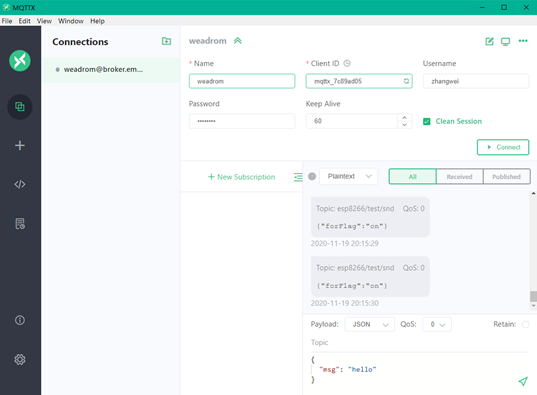 MQTTX
File Edit View Window Help
Connections
weadrom@broker.em...
weadrom
* Name
* Client ID
Username
weadrom
mqttx_7c89ad05
zhangwei
Password
Keep Alive
••••••••
60
Clean Session
Connect
+ New Subscription
Plaintext
All
Received
Published
Topic: esp8266/test/snd QoS: 0
{"forFlag":"on"}
2020-11-19 20:15:29
Topic: esp8266/test/snd QoS: 0
{"forFlag":"on"}
2020-11-19 20:15:30
Payload: JSON QoS: 0 Retain:
Topic
{
"msg": "hello"
}